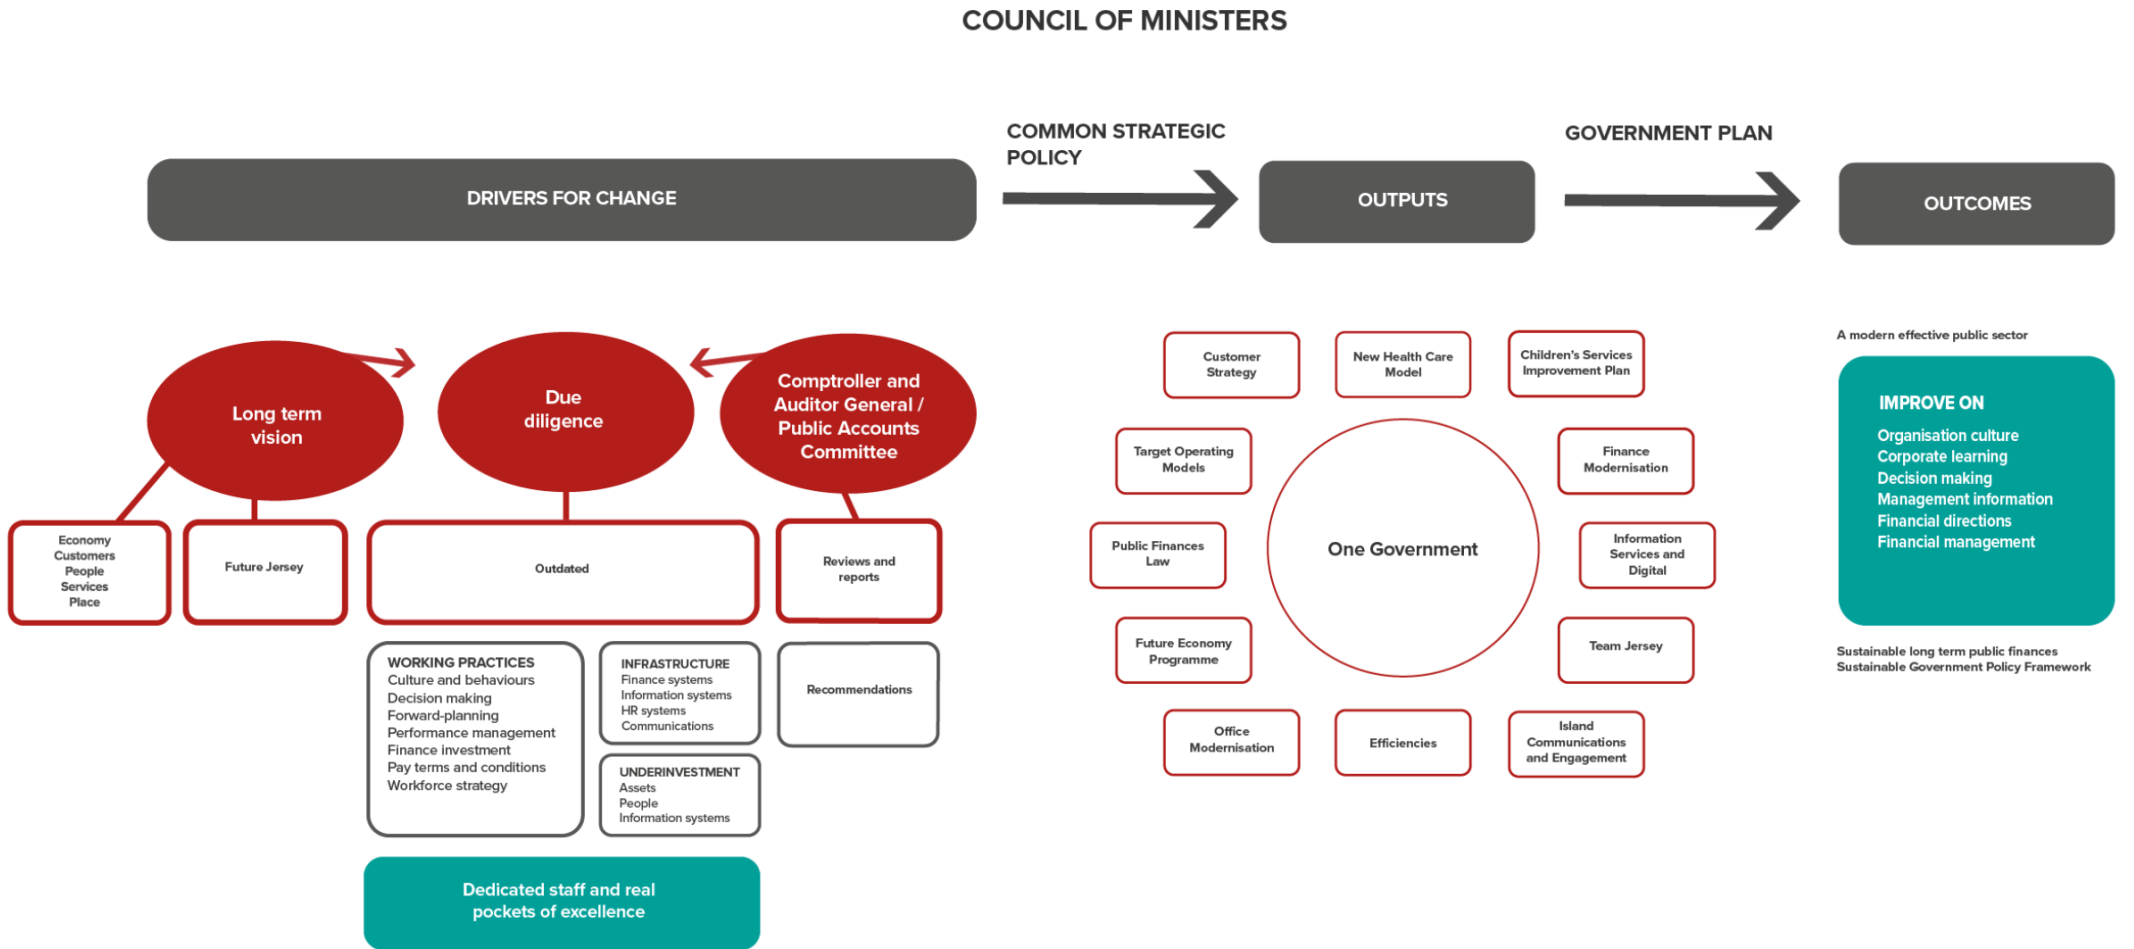 COUNCIL OF MINISTERS
DRIVERS FOR CHANGE
COMMON STRATEGIC
POLICY
OUTPUTS
GOVERNMENT PLAN
OUTCOMES
Long term
vision
Due
diligence
Comptroller and
Auditor General /
Public Accounts
Committee
Economy
Customers
People
Services
Place
Future Jersey
Outdated
Reviews and
reports
WORKING PRACTICES
Culture and behaviours
Decision making
Forward-planning
Performance management
Finance investment
Pay terms and conditions
Workforce strategy
INFRASTRUCTURE
Finance systems
Information systems
HR systems
Communications
UNDERINVESTMENT
Assets
People
Information systems
Recommendations
Dedicated staff and real
pockets of excellence
Customer
Strategy
New Health Care
Model
Children's Services
Improvement Plan
Target Operating
Models
Finance
Modernisation
Public Finances
Law
One Government
Information
Services and
Digital
Future Economy
Programme
Team Jersey
Office
Modernisation
Efficiencies
Island
Communications
and Engagement
A modern effective public sector
IMPROVE ON
Organisation culture
Corporate learning
Decision making
Management information
Financial directions
Financial management
Sustainable long term public finances
Sustainable Government Policy Framework